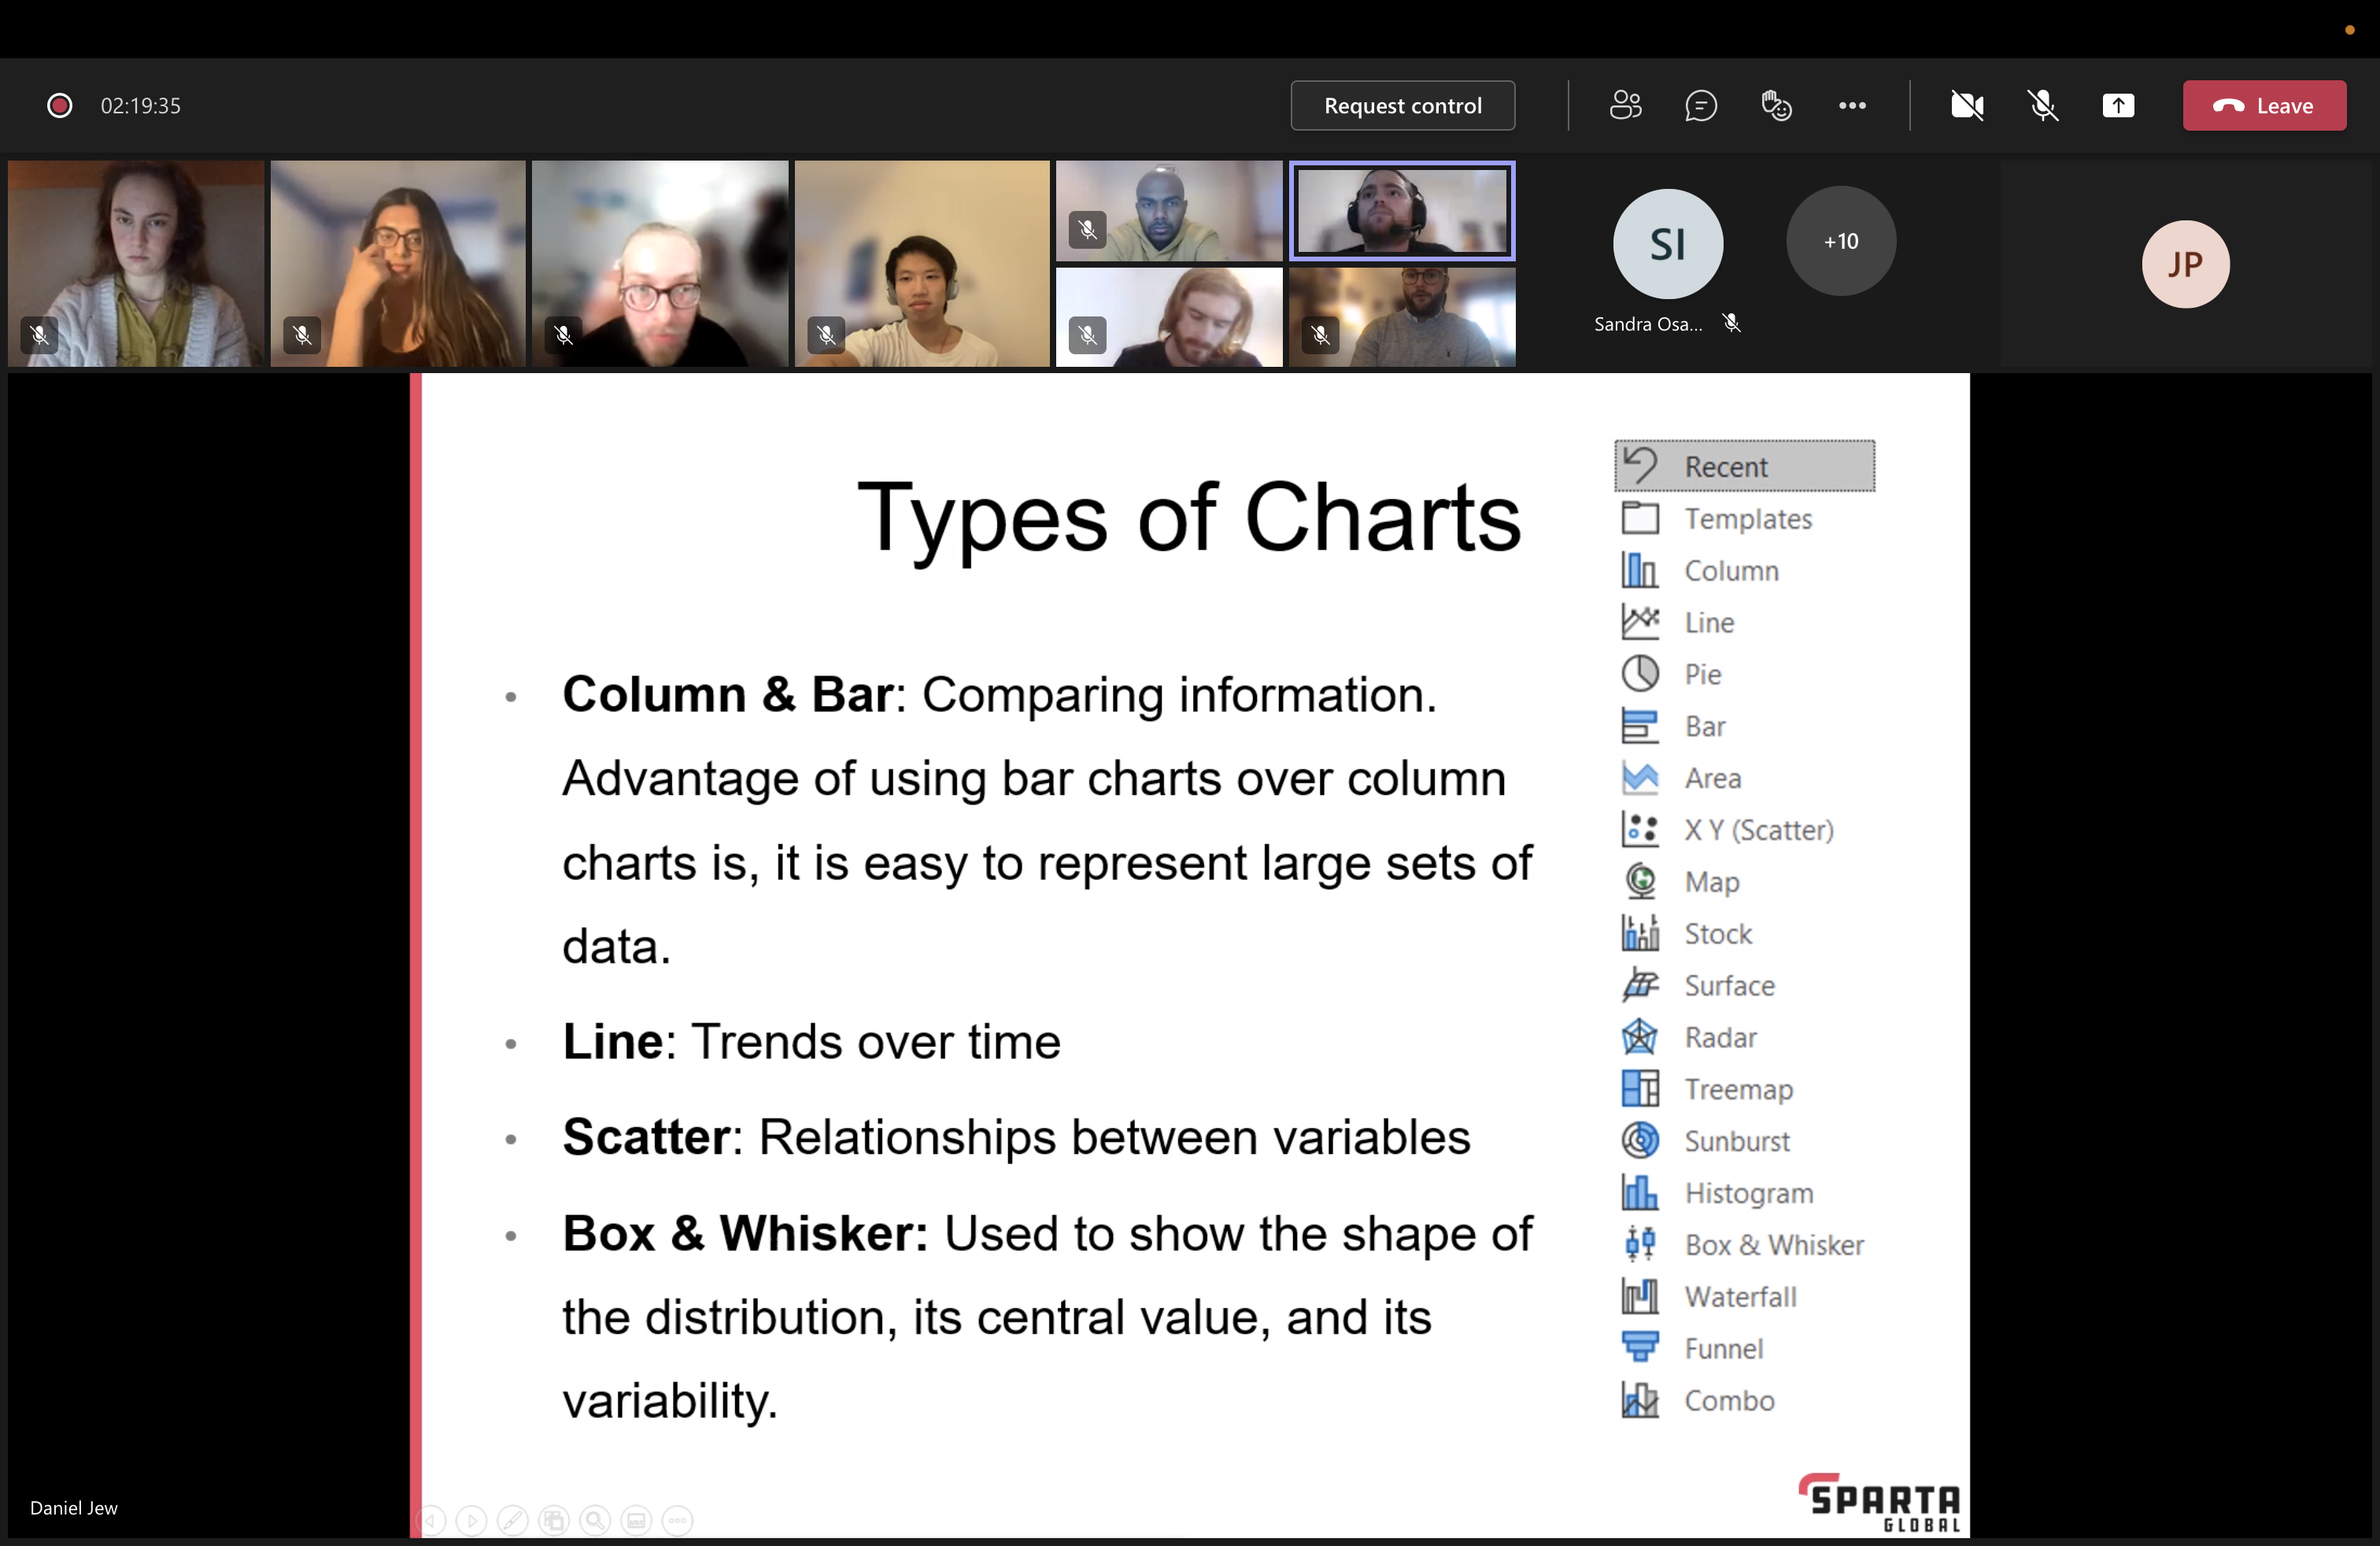 02:19:35
Request control
Leave
SI
+10
JP
Sandra Osa...
Types of Charts
Column & Bar: Comparing information.
Advantage of using bar charts over column
charts is, it is easy to represent large sets of
data.
Line: Trends over time
Scatter: Relationships between variables
Box & Whisker: Used to show the shape of
the distribution, its central value, and its
variability.
Recent
Templates
Column
Line
Pie
Bar
Area
X Y (Scatter)
Map
Stock
Surface
Radar
Treemap
Sunburst
Histogram
Box & Whisker
Waterfall
Funnel
Combo
SPARTA
GLOBAL
Daniel Jew